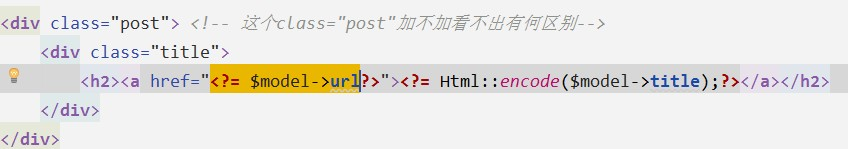 <div class="post"> <!-- 这个class="post"加不加看不出有何区别-->
<div class="title">
<h2><a href="<?= $model->url?>"><?= Html::encode($model->title);?></a></h2>
</div>
</div>